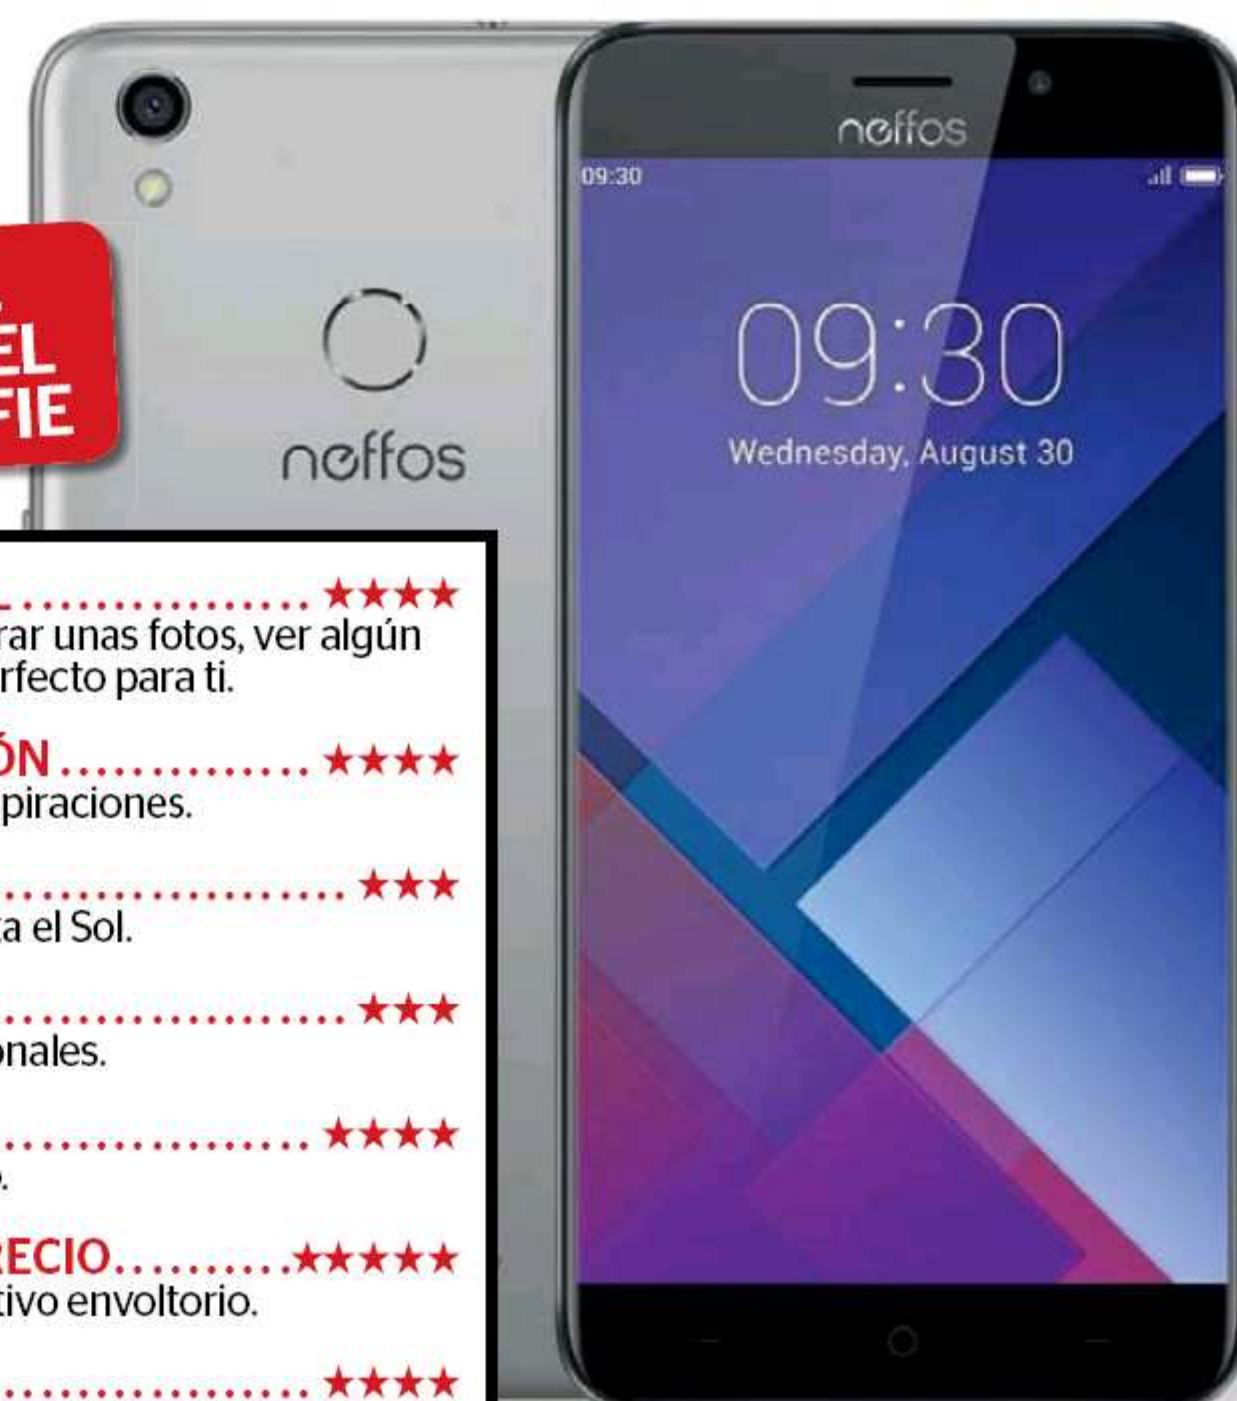 neffos
09:30
09:30
Wednesday, August 30
EL
FIE
neffos
rar unas fotos, ver algún
rfecto para ti.
ÓN.............. ★★★★
piraciones.
a el Sol.
onales.
RECIO..........★★★★★
tivo envoltorio.